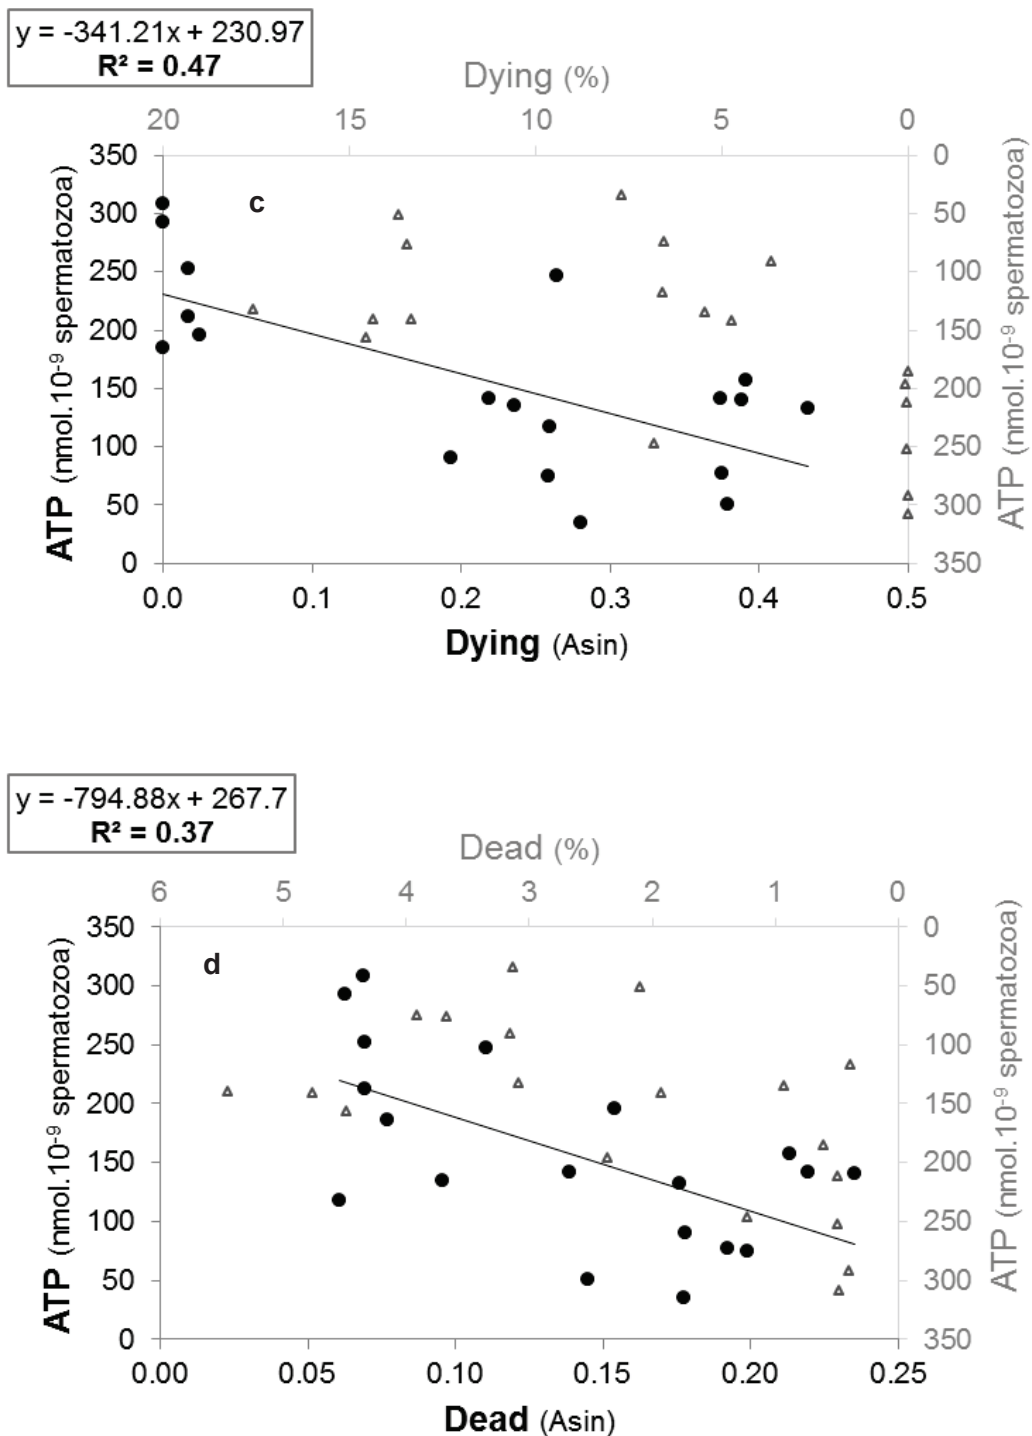 y = -341.21x + 230.97
R² = 0.47
Dying (%)
20 15 10 5 0
350 0
300 50
250 100
200 150
150 200
100 250
50 300
0 350
c
ATP (nmol.10⁻⁹ spermatozoa)
ATP (nmol.10⁻⁹ spermatozoa)
0.0 0.1 0.2 0.3 0.4 0.5
Dying (Asin)
y = -794.88x + 267.7
R² = 0.37
Dead (%)
6 5 4 3 2 1 0
350 0
300 50
250 100
200 150
150 200
100 250
50 300
0 350
d
ATP (nmol.10⁻⁹ spermatozoa)
ATP (nmol.10⁻⁹ spermatozoa)
0.00 0.05 0.10 0.15 0.20 0.25
Dead (Asin)